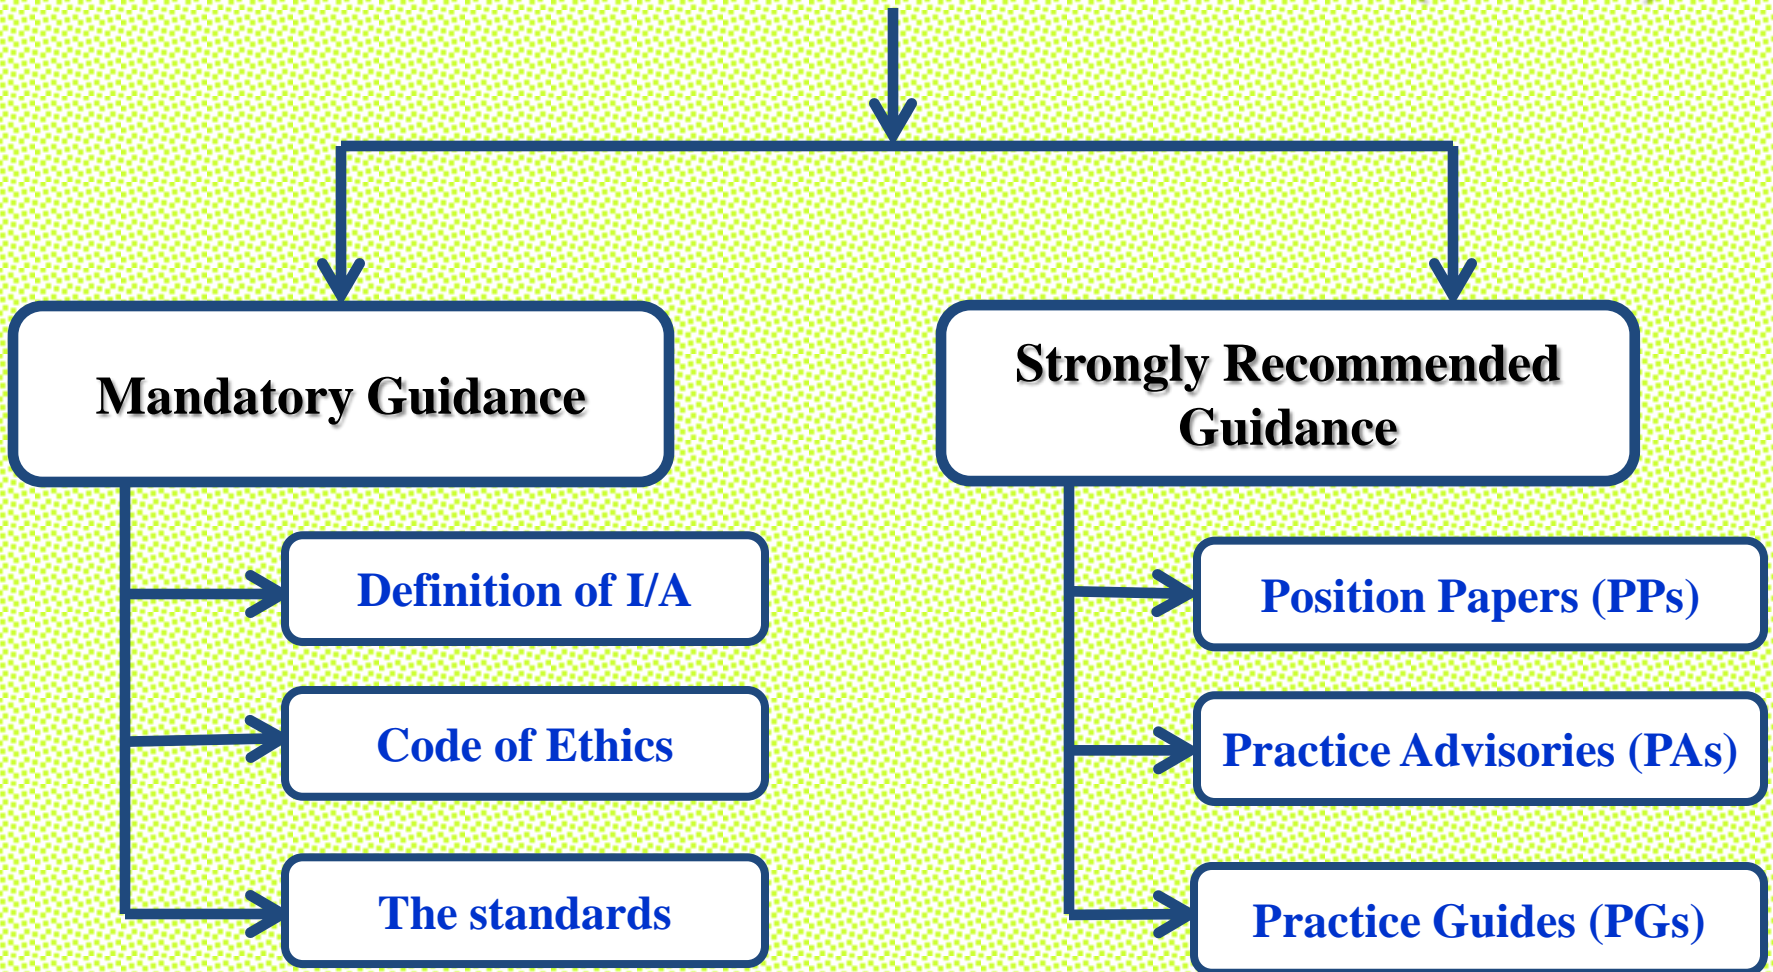 Mandatory Guidance
Strongly Recommended
Guidance
Definition of I/A
Code of Ethics
The standards
Position Papers (PPs)
Practice Advisories (PAs)
Practice Guides (PGs)